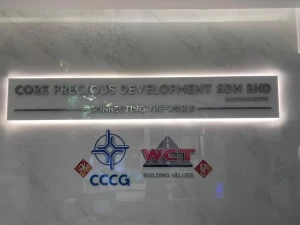 CORE PRECIOUS DEVELOPMENT SDN BHD
CONNECTING THE WORLD
CCCG
WCT
BUILDING VALUES